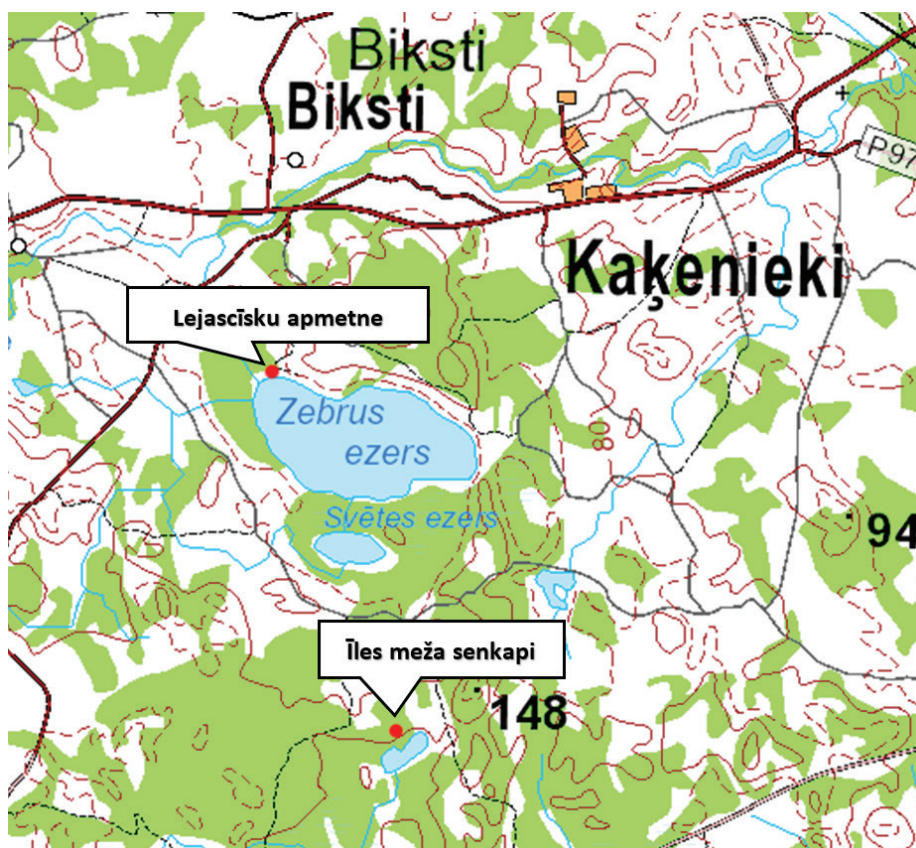 Biksti
Biksti
P97
Kaķenieki
Lejascīsku apmetne
Zebrus
ezers
80
Svētes ezers
94
Īles meža senkapi
148